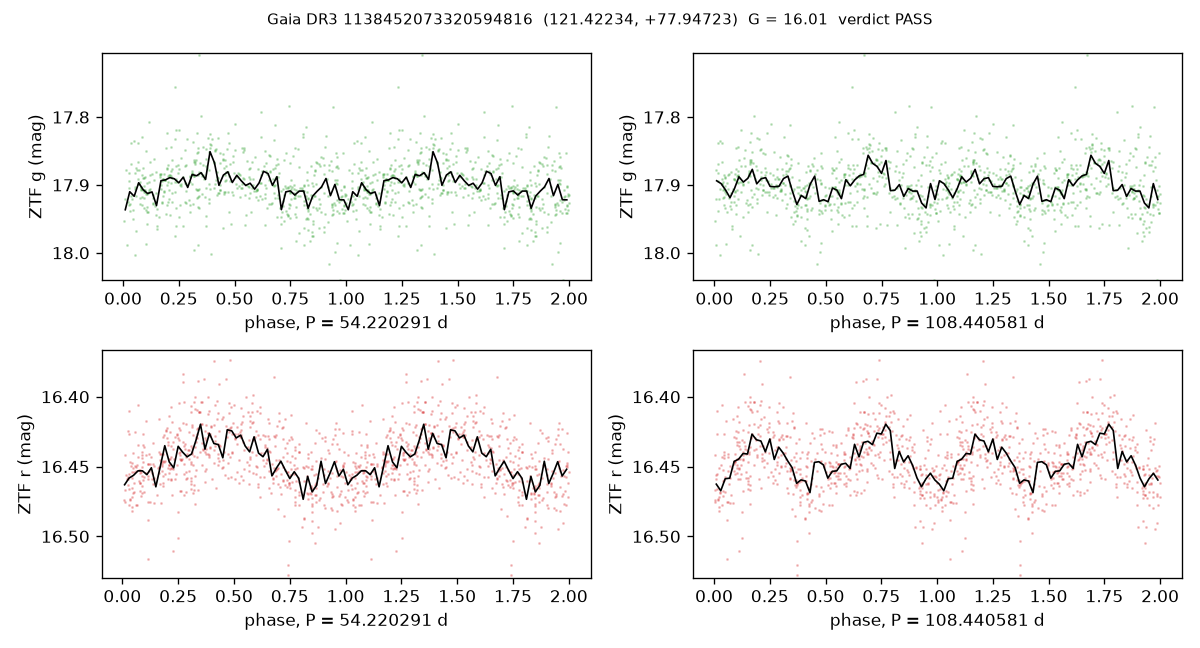 Gaia DR3 1138452073320594816 (121.42234, +77.94723) G = 16.01 verdict PASS
ZTF g (mag)
17.8
17.9
18.0
0.00 0.25 0.50 0.75 1.00 1.25 1.50 1.75 2.00
phase, P = 54.220291 d
ZTF g (mag)
17.8
17.9
18.0
0.00 0.25 0.50 0.75 1.00 1.25 1.50 1.75 2.00
phase, P = 108.440581 d
ZTF r (mag)
16.40
16.45
16.50
0.00 0.25 0.50 0.75 1.00 1.25 1.50 1.75 2.00
phase, P = 54.220291 d
ZTF r (mag)
16.40
16.45
16.50
0.00 0.25 0.50 0.75 1.00 1.25 1.50 1.75 2.00
phase, P = 108.440581 d